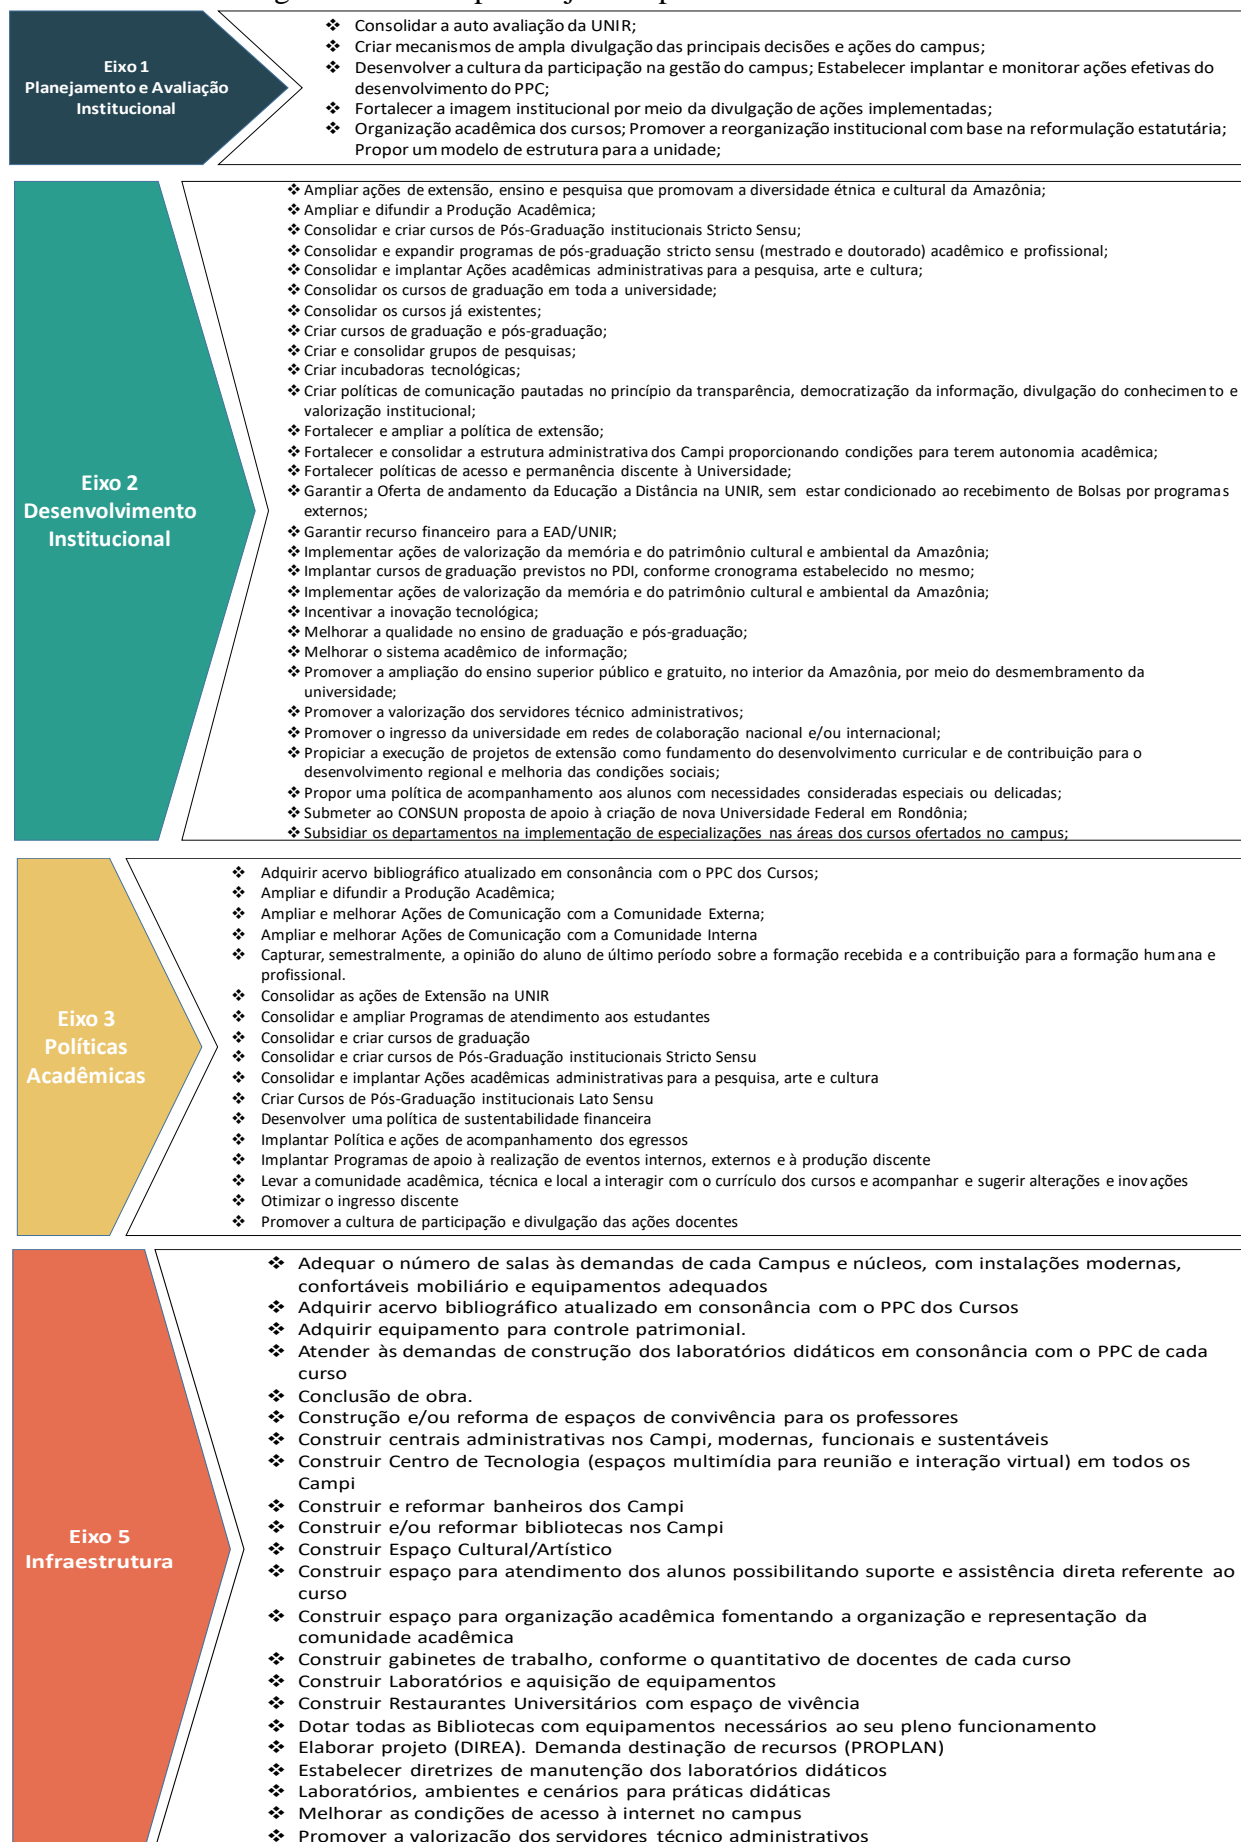 Eixo 1
Planejamento e Avaliação
Institucional
❖ Consolidar a auto avaliação da UNIR;
❖ Criar mecanismos de ampla divulgação das principais decisões e ações do campus;
❖ Desenvolver a cultura da participação na gestão do campus; Estabelecer implantar e monitorar ações efetivas do
desenvolvimento do PPC;
❖ Fortalecer a imagem institucional por meio da divulgação de ações implementadas;
❖ Organização acadêmica dos cursos; Promover a reorganização institucional com base na reformulação estatutária;
Propor um modelo de estrutura para a unidade;
Eixo 2
Desenvolvimento
Institucional
❖ Ampliar ações de extensão, ensino e pesquisa que promovam a diversidade étnica e cultural da Amazônia;
❖ Ampliar e difundir a Produção Acadêmica;
❖ Consolidar e criar cursos de Pós-Graduação institucionais Stricto Sensu;
❖ Consolidar e expandir programas de pós-graduação stricto sensu (mestrado e doutorado) acadêmico e profissional;
❖ Consolidar e implantar Ações acadêmicas administrativas para a pesquisa, arte e cultura;
❖ Consolidar os cursos de graduação em toda a universidade;
❖ Consolidar os cursos já existentes;
❖ Criar cursos de graduação e pós-graduação;
❖ Criar e consolidar grupos de pesquisas;
❖ Criar incubadoras tecnológicas;
❖ Criar políticas de comunicação pautadas no princípio da transparência, democratização da informação, divulgação do conhecimento e
valorização institucional;
❖ Fortalecer e ampliar a política de extensão;
❖ Fortalecer e consolidar a estrutura administrativa dos Campi proporcionando condições para terem autonomia acadêmica;
❖ Fortalecer políticas de acesso e permanência discente à Universidade;
❖ Garantir a Oferta de andamento da Educação a Distância na UNIR, sem estar condicionado ao recebimento de Bolsas por programas
externos;
❖ Garantir recurso financeiro para a EAD/UNIR;
❖ Implementar ações de valorização da memória e do patrimônio cultural e ambiental da Amazônia;
❖ Implantar cursos de graduação previstos no PDI, conforme cronograma estabelecido no mesmo;
❖ Implementar ações de valorização da memória e do patrimônio cultural e ambiental da Amazônia;
❖ Incentivar a inovação tecnológica;
❖ Melhorar a qualidade no ensino de graduação e pós-graduação;
❖ Melhorar o sistema acadêmico de informação;
❖ Promover a ampliação do ensino superior público e gratuito, no interior da Amazônia, por meio do desmembramento da
universidade;
❖ Promover a valorização dos servidores técnico administrativos;
❖ Promover o ingresso da universidade em redes de colaboração nacional e/ou internacional;
❖ Propiciar a execução de projetos de extensão como fundamento do desenvolvimento curricular e de contribuição para o
desenvolvimento regional e melhoria das condições sociais;
❖ Propor uma política de acompanhamento aos alunos com necessidades consideradas especiais ou delicadas;
❖ Submeter ao CONSUN proposta de apoio à criação de nova Universidade Federal em Rondônia;
❖ Subsidiar os departamentos na implementação de especializações nas áreas dos cursos ofertados no campus;
Eixo 3
Políticas
Acadêmicas
❖ Adquirir acervo bibliográfico atualizado em consonância com o PPC dos Cursos;
❖ Ampliar e difundir a Produção Acadêmica;
❖ Ampliar e melhorar Ações de Comunicação com a Comunidade Externa;
❖ Ampliar e melhorar Ações de Comunicação com a Comunidade Interna
❖ Capturar, semestralmente, a opinião do aluno de último período sobre a formação recebida e a contribuição para a formação humana e
profissional.
❖ Consolidar as ações de Extensão na UNIR
❖ Consolidar e ampliar Programas de atendimento aos estudantes
❖ Consolidar e criar cursos de graduação
❖ Consolidar e criar cursos de Pós-Graduação institucionais Stricto Sensu
❖ Consolidar e implantar Ações acadêmicas administrativas para a pesquisa, arte e cultura
❖ Criar Cursos de Pós-Graduação institucionais Lato Sensu
❖ Desenvolver uma política de sustentabilidade financeira
❖ Implantar Política e ações de acompanhamento dos egressos
❖ Implantar Programas de apoio à realização de eventos internos, externos e à produção discente
❖ Levar a comunidade acadêmica, técnica e local a interagir com o currículo dos cursos e acompanhar e sugerir alterações e inovações
❖ Otimizar o ingresso discente
❖ Promover a cultura de participação e divulgação das ações docentes
Eixo 5
Infraestrutura
❖ Adequar o número de salas às demandas de cada Campus e núcleos, com instalações modernas,
confortáveis mobiliário e equipamentos adequados
❖ Adquirir acervo bibliográfico atualizado em consonância com o PPC dos Cursos
❖ Adquirir equipamento para controle patrimonial.
❖ Atender às demandas de construção dos laboratórios didáticos em consonância com o PPC de cada
curso
❖ Conclusão de obra.
❖ Construção e/ou reforma de espaços de convivência para os professores
❖ Construir centrais administrativas nos Campi, modernas, funcionais e sustentáveis
❖ Construir Centro de Tecnologia (espaços multimídia para reunião e interação virtual) em todos os
Campi
❖ Construir e reformar banheiros dos Campi
❖ Construir e/ou reformar bibliotecas nos Campi
❖ Construir Espaço Cultural/Artístico
❖ Construir espaço para atendimento dos alunos possibilitando suporte e assistência direta referente ao
curso
❖ Construir espaço para organização acadêmica fomentando a organização e representação da
comunidade acadêmica
❖ Construir gabinetes de trabalho, conforme o quantitativo de docentes de cada curso
❖ Construir Laboratórios e aquisição de equipamentos
❖ Construir Restaurantes Universitários com espaço de vivência
❖ Dotar todas as Bibliotecas com equipamentos necessários ao seu pleno funcionamento
❖ Elaborar projeto (DIREA). Demanda destinação de recursos (PROPLAN)
❖ Estabelecer diretrizes de manutenção dos laboratórios didáticos
❖ Laboratórios, ambientes e cenários para práticas didáticas
❖ Melhorar as condições de acesso à internet no campus
❖ Promover a valorização dos servidores técnico administrativos